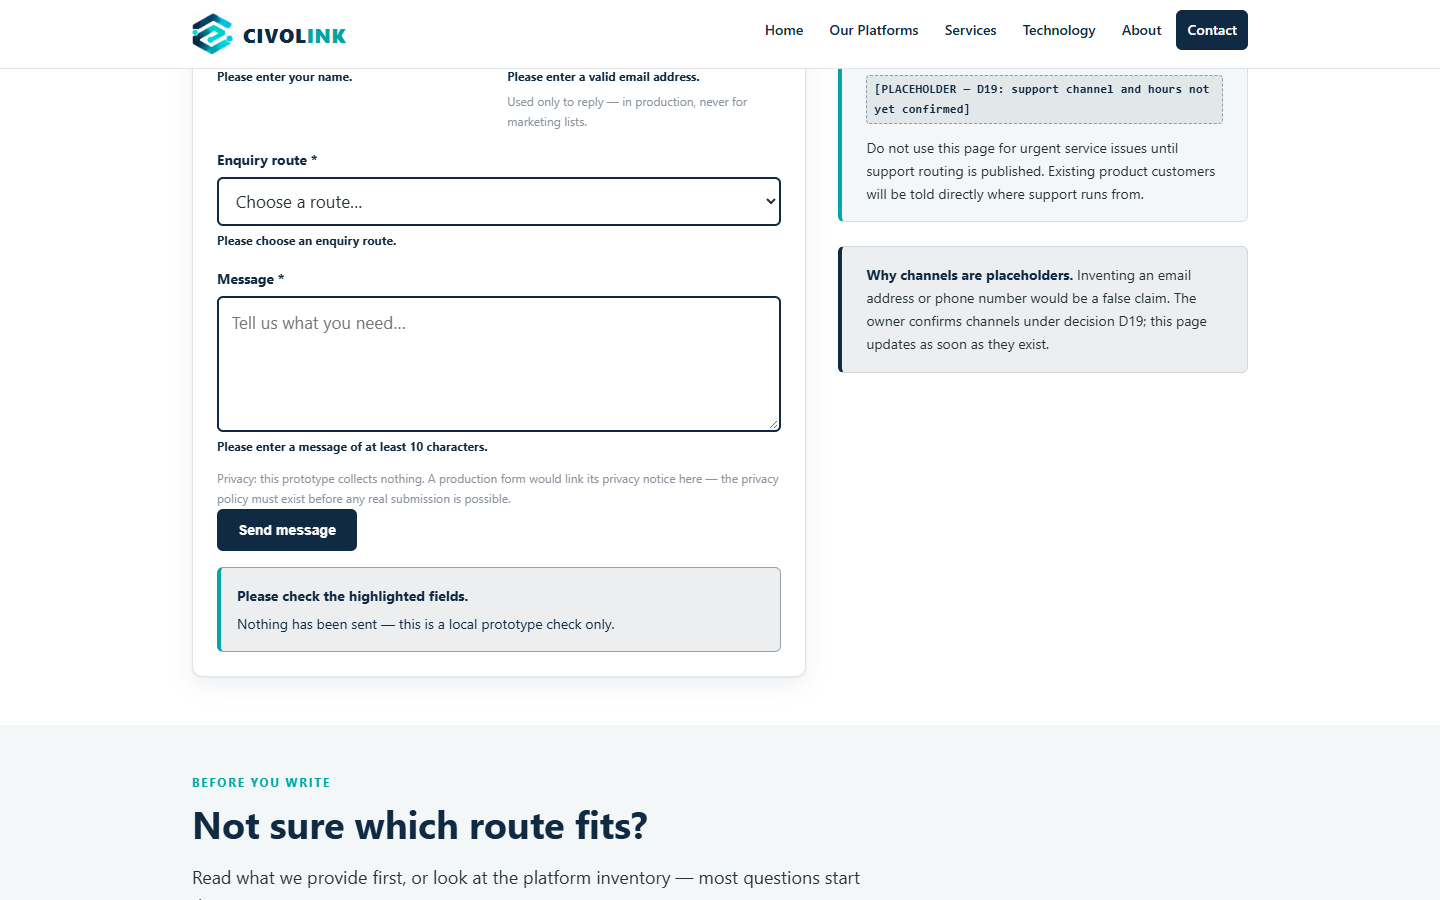 CIVOLINK
Home
Our Platforms
Services
Technology
About
Contact
Please enter your name.
Please enter a valid email address.
Used only to reply — in production, never for
marketing lists.
Enquiry route *
Choose a route...
Please choose an enquiry route.
Message *
Tell us what you need...
Please enter a message of at least 10 characters.
Privacy: this prototype collects nothing. A production form would link its privacy notice here — the privacy
policy must exist before any real submission is possible.
Send message
Please check the highlighted fields.
Nothing has been sent — this is a local prototype check only.
[PLACEHOLDER — D19: support channel and hours not
yet confirmed]
Do not use this page for urgent service issues until
support routing is published. Existing product customers
will be told directly where support runs from.
Why channels are placeholders. Inventing an email
address or phone number would be a false claim. The
owner confirms channels under decision D19; this page
updates as soon as they exist.
BEFORE YOU WRITE
Not sure which route fits?
Read what we provide first, or look at the platform inventory — most questions start